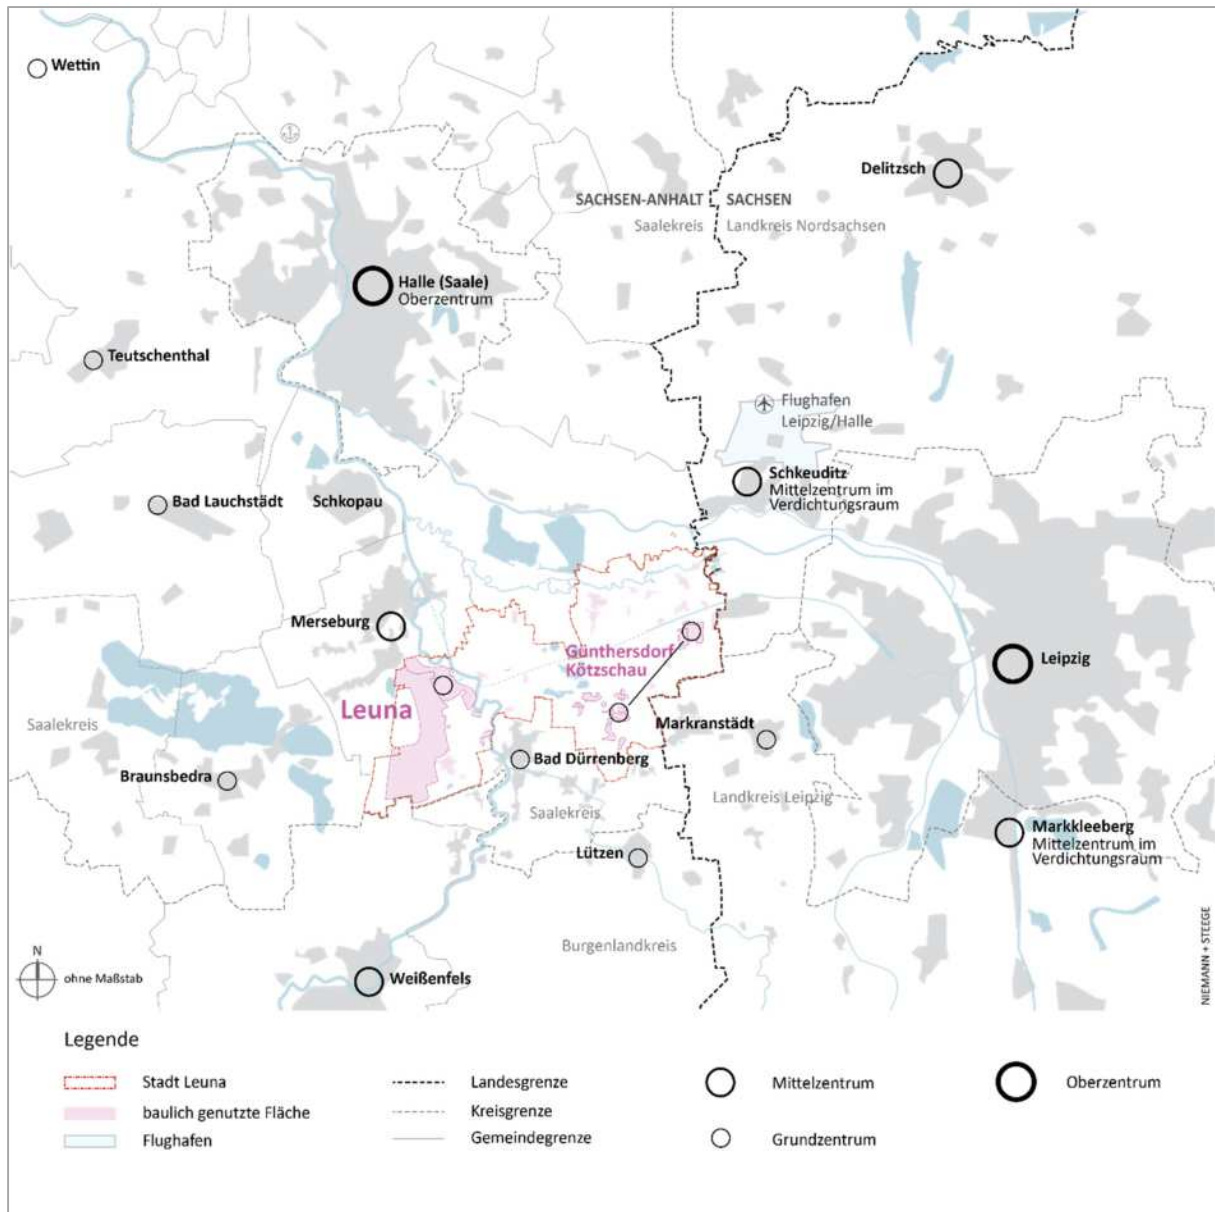 Wettin
Delitzsch
SACHSEN-ANHALT
SACHSEN
Saalekreis
Landkreis Nordsachsen
Halle (Saale)
Oberzentrum
Teutschenthal
Flughafen
Leipzig/Halle
Schkeuditz
Mittelzentrum im
Verdichtungsraum
Bad Lauchstädt
Schkopau
Merseburg
Günthersdorf
Kötzschau
Leipzig
Leuna
Markranstädt
Saalekreis
Bad Dürrenberg
Braunsbedra
Landkreis Leipzig
Saalekreis
Markkleeberg
Mittelzentrum im
Verdichtungsraum
Lützen
Burgenlandkreis
N
ohne Maßstab
Weißenfels
NIEMANN + STEEGE
Legende
Stadt Leuna
Landesgrenze
Mittelzentrum
Oberzentrum
baulich genutzte Fläche
Kreisgrenze
Flughafen
Gemeindegrenze
Grundzentrum